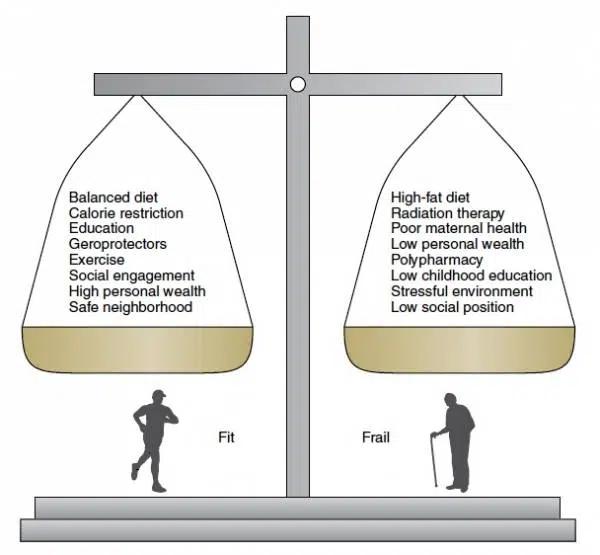 Balanced diet
Calorie restriction
Education
Geroprotectors
Exercise
Social engagement
High personal wealth
Safe neighborhood
High-fat diet
Radiation therapy
Poor maternal health
Low personal wealth
Polypharmacy
Low childhood education
Stressful environment
Low social position
Fit
Frail